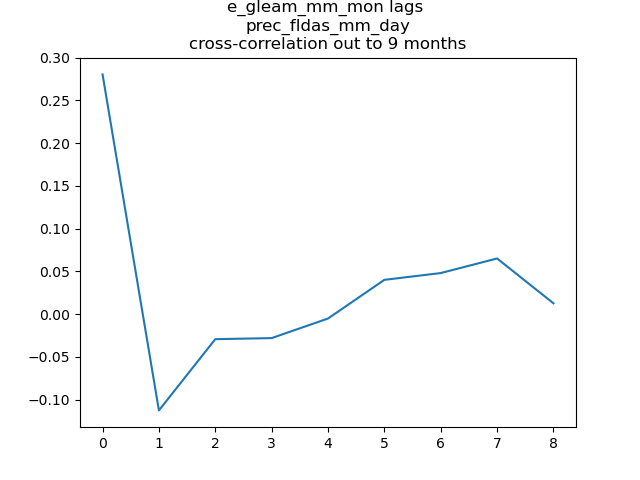 e_gleam_mm_mon lags
prec_fldas_mm_day
cross-correlation out to 9 months
0.30
0.25
0.20
0.15
0.10
0.05
0.00
−0.05
−0.10
0 1 2 3 4 5 6 7 8